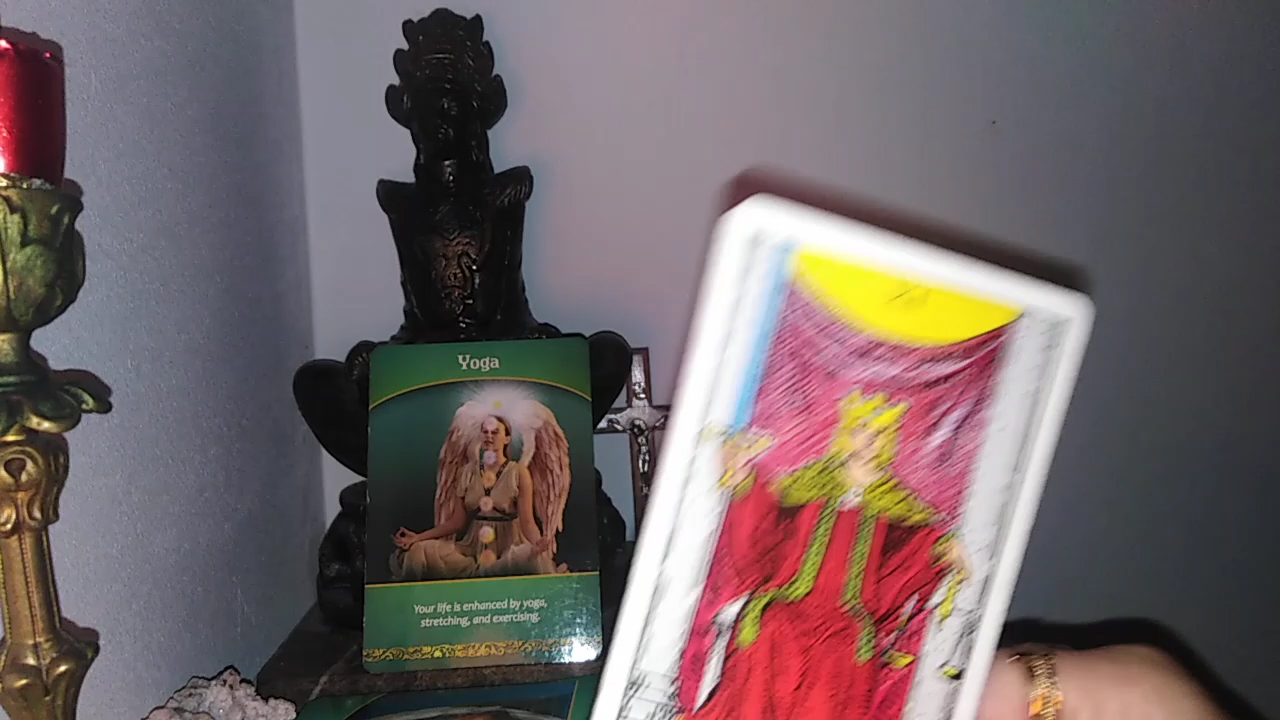 Yoga
Your life is enhanced by yoga,
stretching, and exercising.